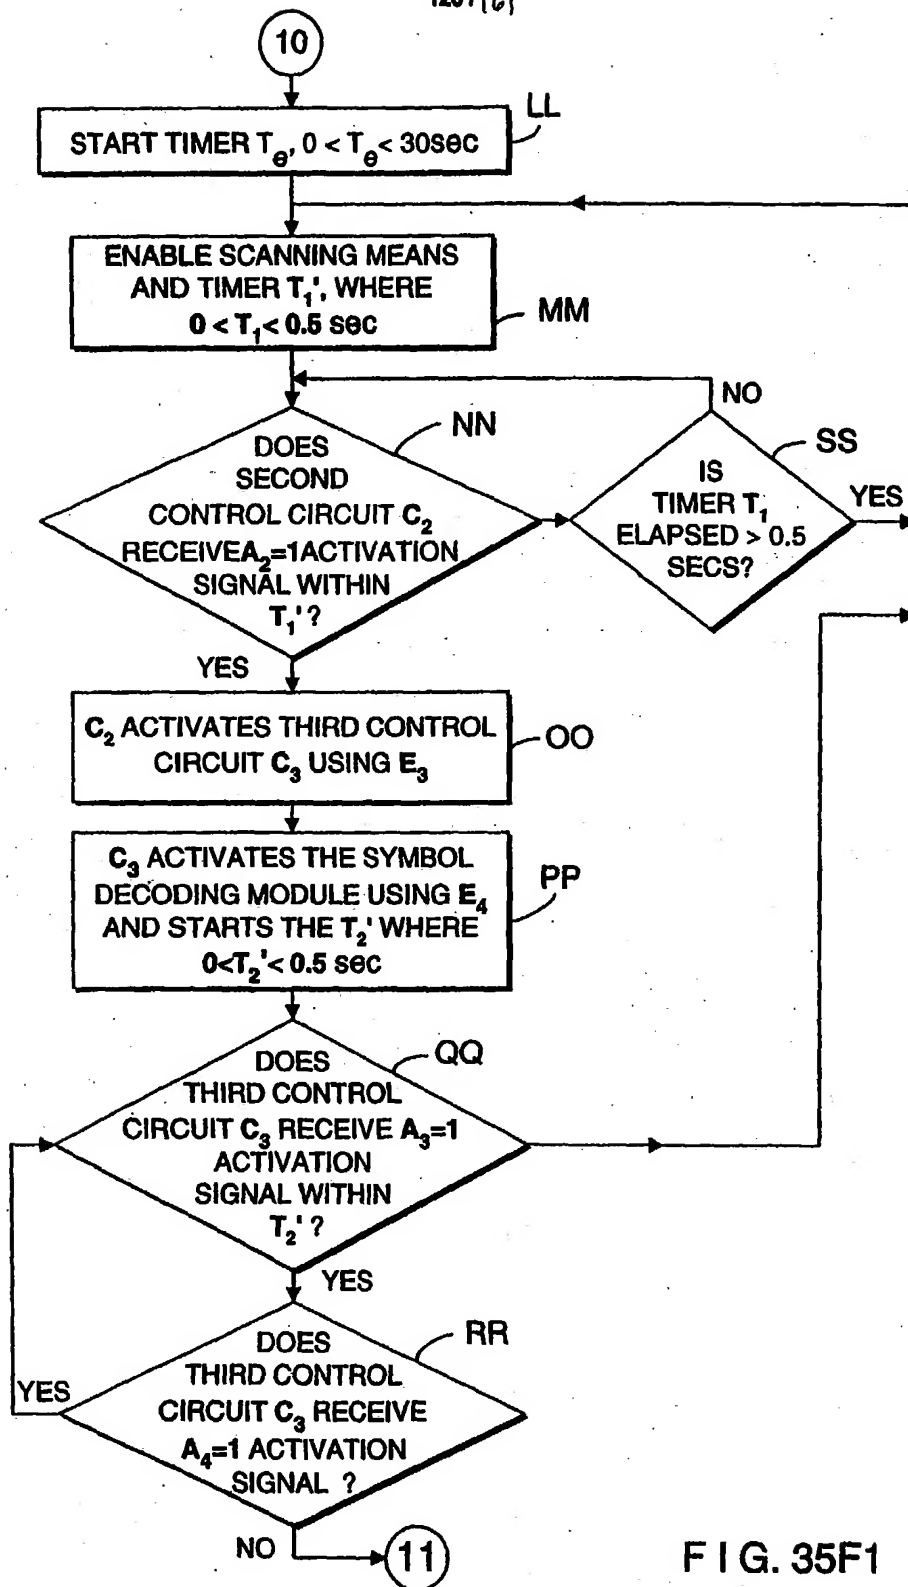 10
LL
START TIMER Te, 0 < Te < 30sec
ENABLE SCANNING MEANS
AND TIMER T1', WHERE
0 < T1 < 0.5 sec
MM
NO
NN
DOES
SECOND
CONTROL CIRCUIT C2
RECEIVEA2=1ACTIVATION
SIGNAL WITHIN
T1' ?
SS
IS
TIMER T1
ELAPSED > 0.5
SECS?
YES
YES
C2 ACTIVATES THIRD CONTROL
CIRCUIT C3 USING E3
OO
C3 ACTIVATES THE SYMBOL
DECODING MODULE USING E4
AND STARTS THE T2' WHERE
0<T2'< 0.5 sec
PP
QQ
DOES
THIRD CONTROL
CIRCUIT C3 RECEIVE A3=1
ACTIVATION
SIGNAL WITHIN
T2' ?
YES
RR
DOES
THIRD CONTROL
CIRCUIT C3 RECEIVE
A4=1 ACTIVATION
SIGNAL ?
YES
NO
11
F I G. 35F1